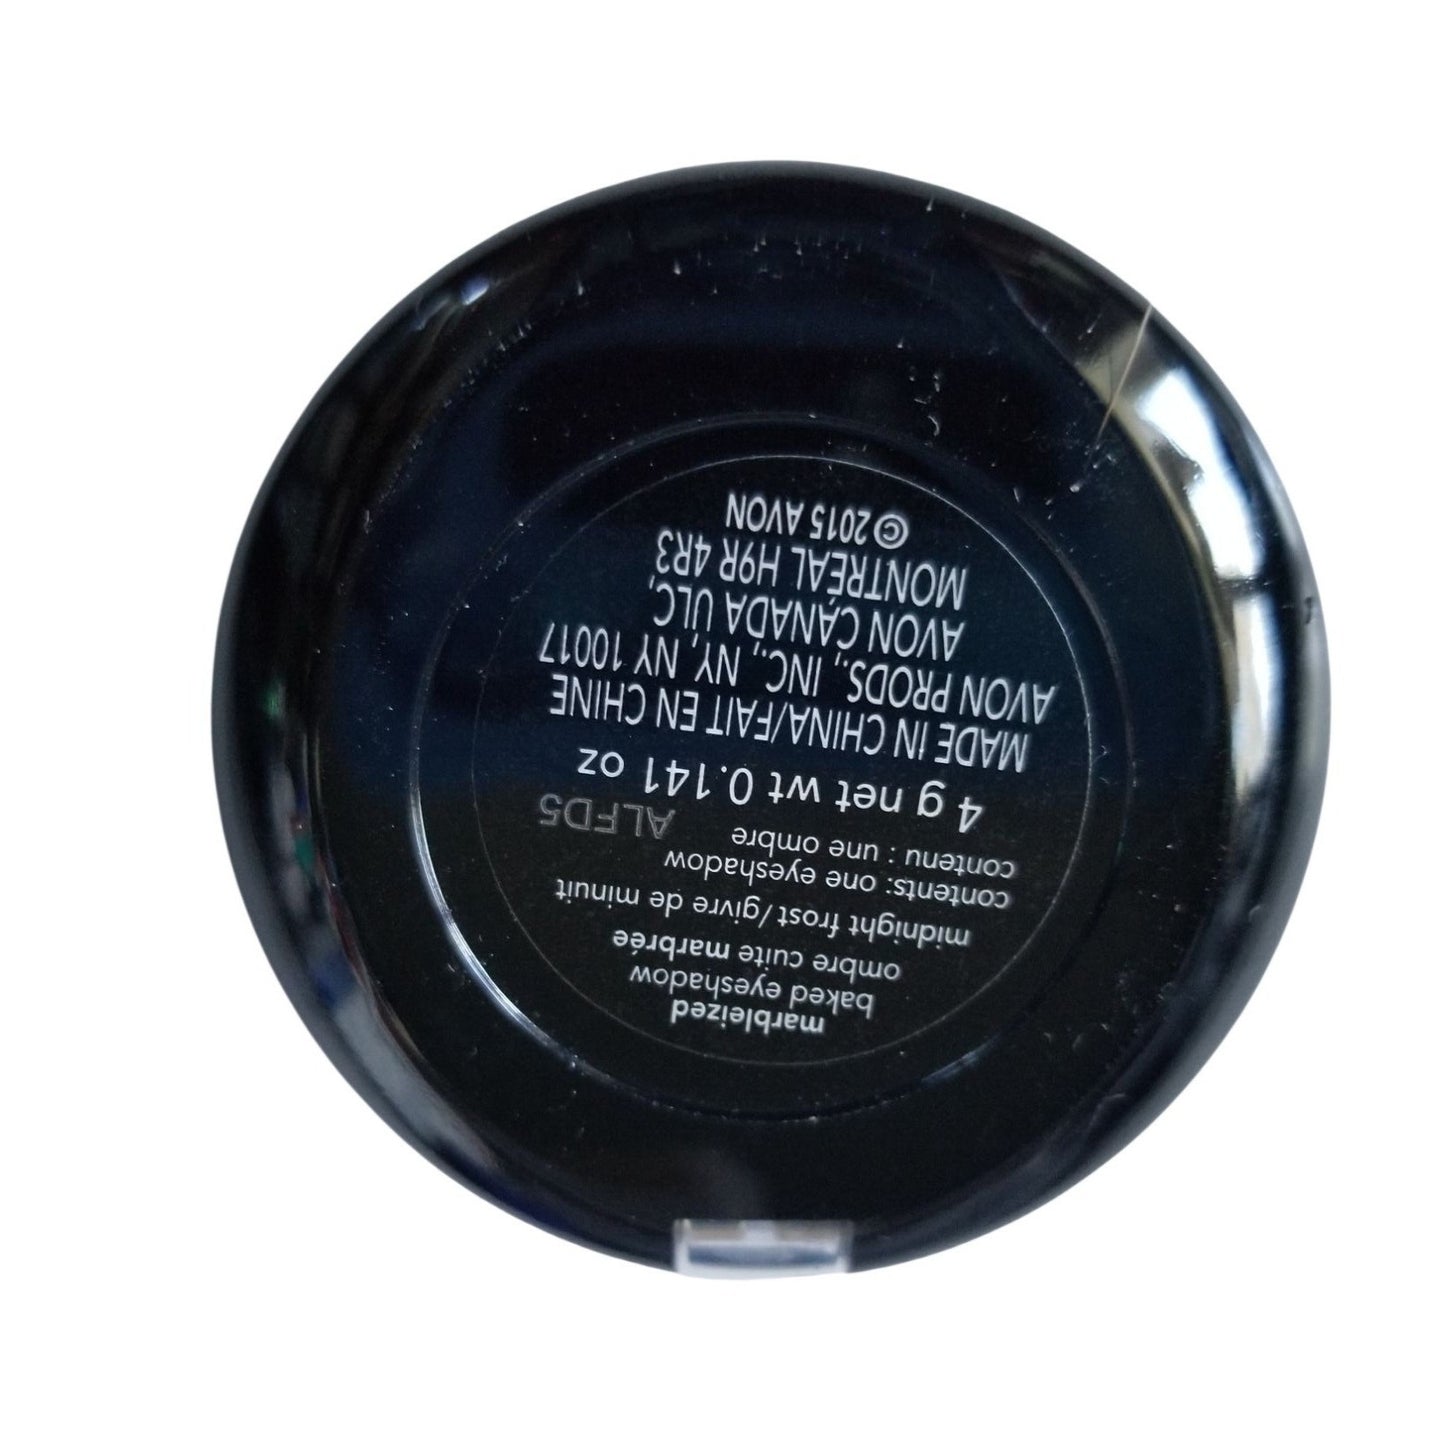 marbleized
baked eyeshadow
ombre cuite marbrée
midnight frost/givre de minuit
contents: one eyeshadow
contenu : une ombre
ALFD5
4 g net wt 0.141 oz
MADE IN CHINA/FAIT EN CHINE
AVON PRODS., INC., NY, NY 10017
AVON CANADA ULC,
MONTRÉAL H9R 4R3
© 2015 AVON